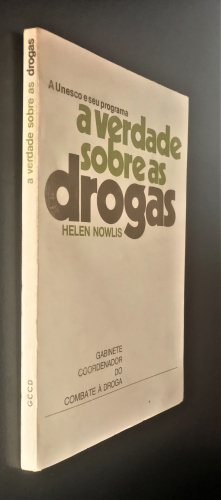 A Unesco e seu programa
a verdade
sobre as
drogas
HELEN NOWLIS
GABINETE
COORDENADOR
DO
COMBATE À DROGA
a verdade sobre as drogas
GCCD